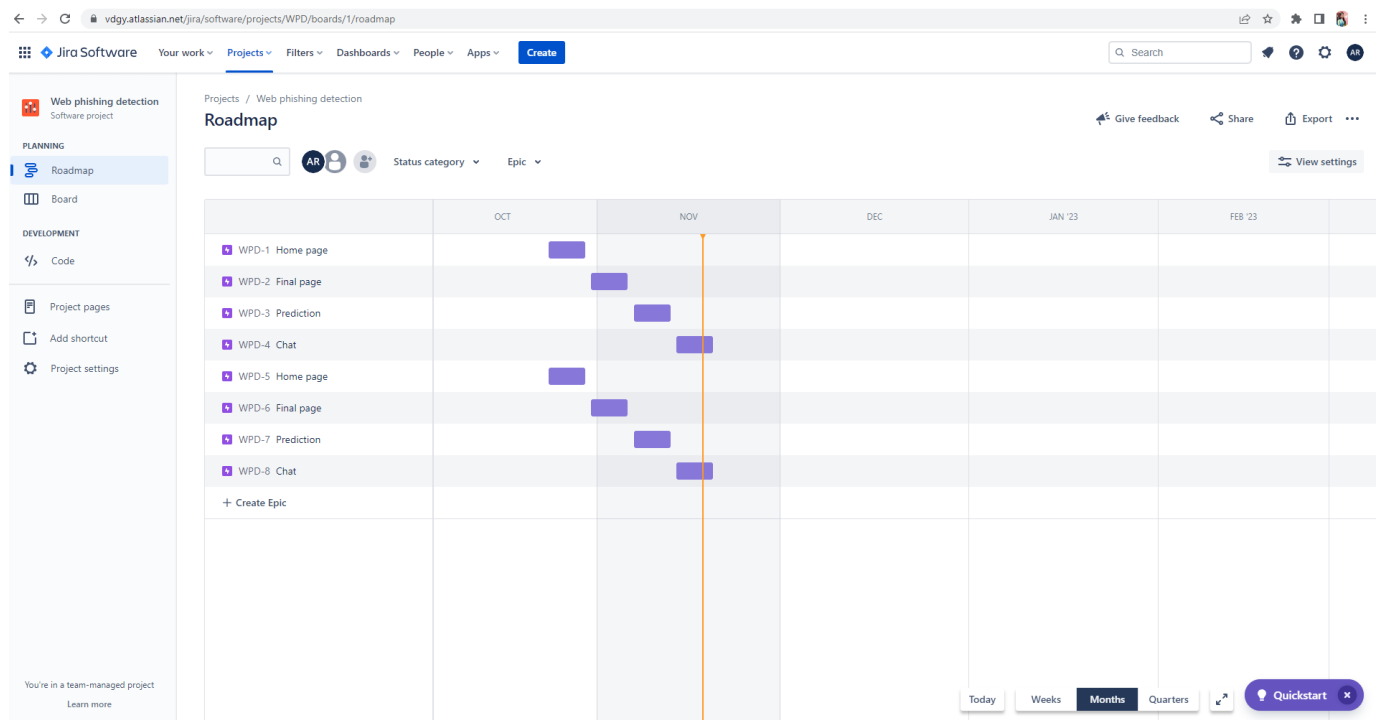 vdgy.atlassian.net/jira/software/projects/WPD/boards/1/roadmap
Jira Software Your work Projects Filters Dashboards People Apps Create Search AR
Web phishing detection
Software project
PLANNING
Roadmap
Board
DEVELOPMENT
Code
Project pages
Add shortcut
Project settings
You're in a team-managed project
Learn more
Projects / Web phishing detection
Roadmap
Give feedback Share Export
AR Status category Epic View settings
OCT NOV DEC JAN '23 FEB '23
WPD-1 Home page
WPD-2 Final page
WPD-3 Prediction
WPD-4 Chat
WPD-5 Home page
WPD-6 Final page
WPD-7 Prediction
WPD-8 Chat
+ Create Epic
Today Weeks Months Quarters Quickstart